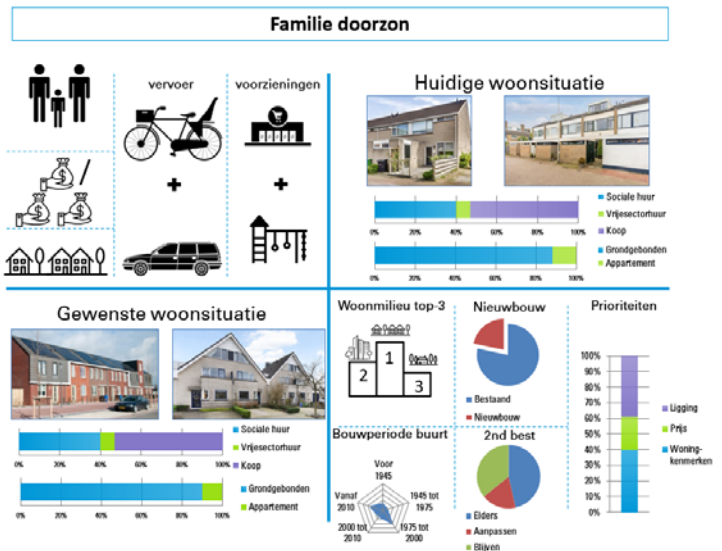 Familie doorzon
vervoer
voorzieningen
+
+
$ /
$ $
Huidige woonsituatie
Sociale huur
Vrijesectorhuur
Koop
0% 20% 40% 60% 80% 100%
Grondgebonden
Appartement
0% 20% 40% 60% 80% 100%
Gewenste woonsituatie
Sociale huur
Vrijesectorhuur
Koop
0% 20% 40% 60% 80% 100%
Grondgebonden
Appartement
0% 20% 40% 60% 80% 100%
Woonmilieu top-3
2 1 3
Nieuwbouw
Bestaand
Nieuwbouw
Prioriteiten
100%
90%
80%
70%
60%
50%
40%
30%
20%
10%
0%
Ligging
Prijs
Woning-
kenmerken
Bouwperiode buurt
Voor
1945
1945 tot
1975
1975 tot
2000
2000 tot
2010
Vanaf
2010
2nd best
Elders
Aanpassen
Blijven